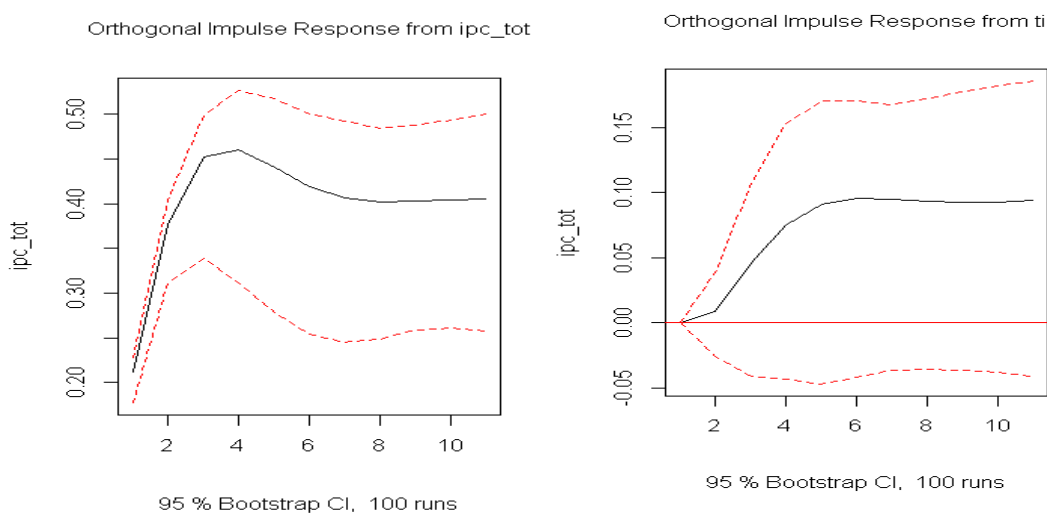 Orthogonal Impulse Response from ipc_tot
ipc_tot
0.50
0.40
0.30
0.20
2 4 6 8 10
95 % Bootstrap CI, 100 runs
Orthogonal Impulse Response from ti
ipc_tot
0.15
0.10
0.05
0.00
-0.05
2 4 6 8 10
95 % Bootstrap CI, 100 runs